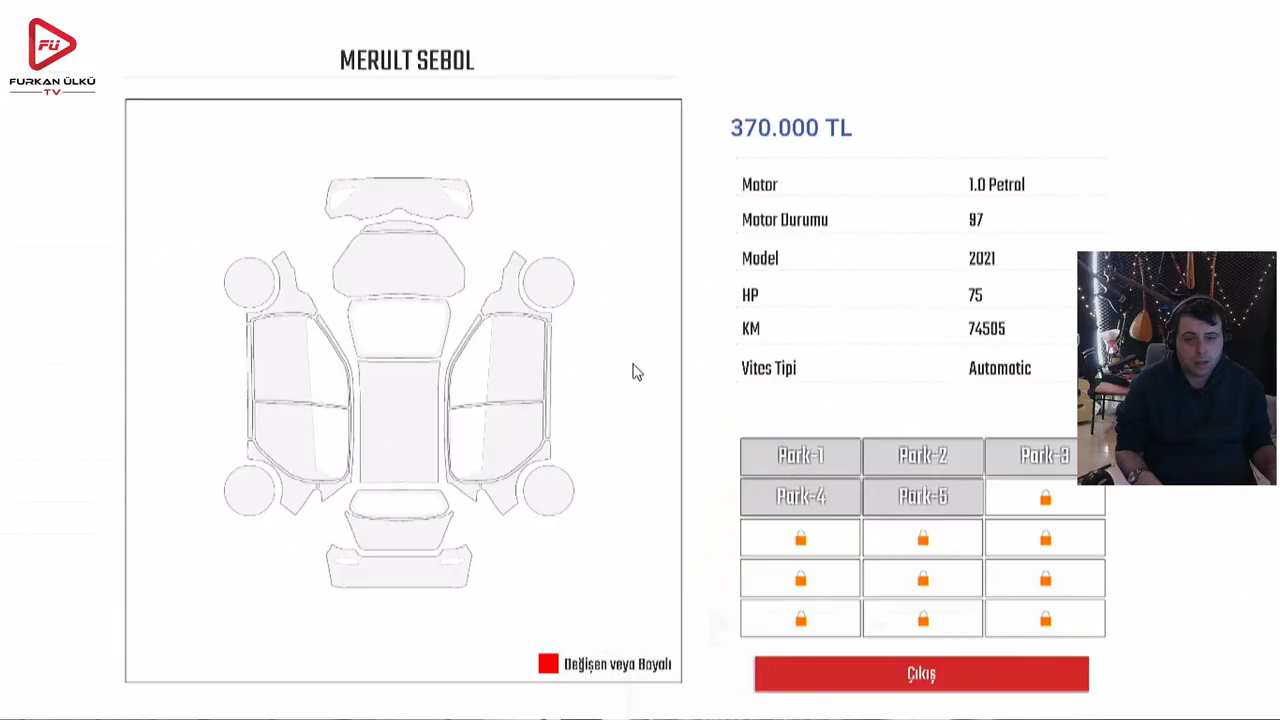 FU
FURKAN ÜLKÜ
TV
MERULT SEBOL
370.000 TL
Motor 1.0 Petrol
Motor Durumu 97
Model 2021
HP 75
KM 74505
Vites Tipi Automatic
Park-1 Park-2 Park-3
Park-4 Park-5
Değişen veya Boyalı
Çıkış